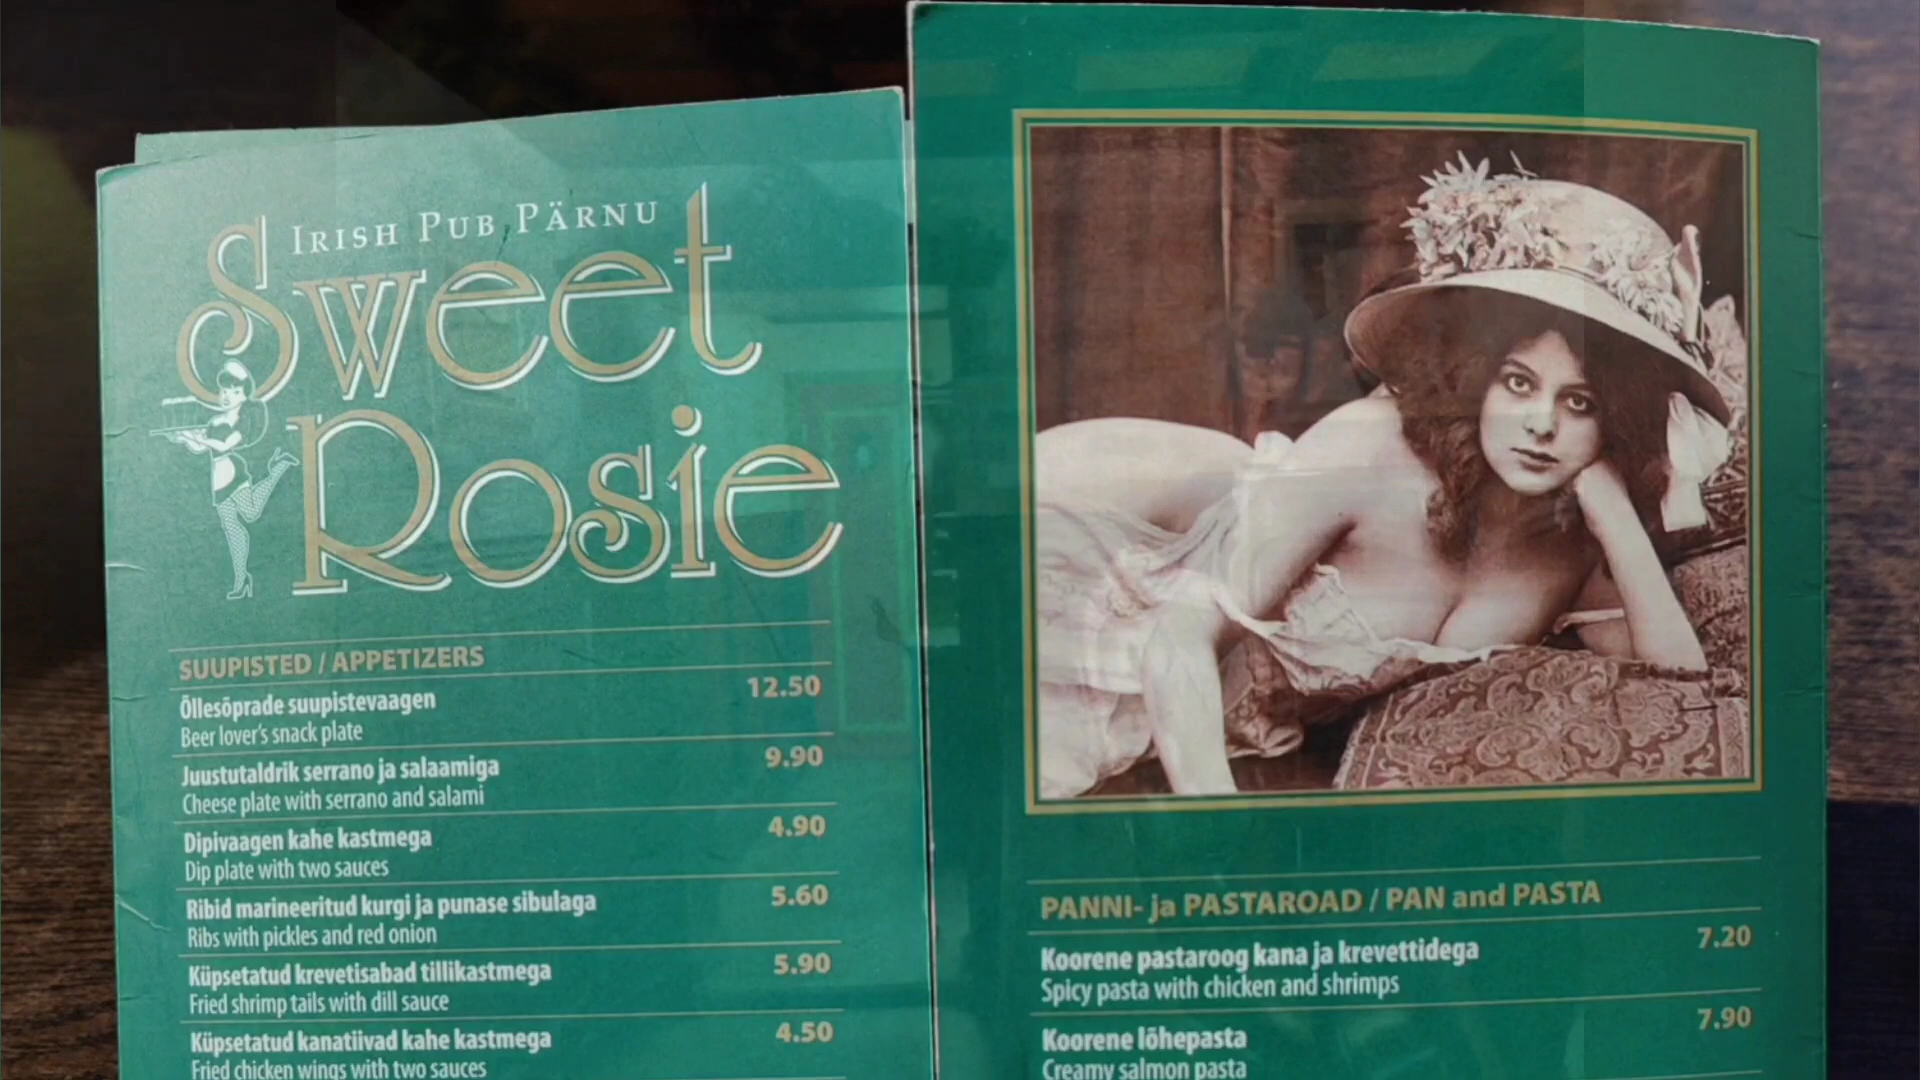 IRISH PUB PÄRNU
Sweet
Rosie
SUUPISTED / APPETIZERS
Õllesõprade suupistevaagen 12.50
Beer lover's snack plate
Juustutaldrik serrano ja salaamiga 9.90
Cheese plate with serrano and salami
Dipivaagen kahe kastmega 4.90
Dip plate with two sauces
Ribid marineeritud kurgi ja punase sibulaga 5.60
Ribs with pickles and red onion
Küpsetatud krevetisabad tillikastmega 5.90
Fried shrimp tails with dill sauce
Küpsetatud kanatiivad kahe kastmega 4.50
Fried chicken wings with two sauces
PANNI- ja PASTAROAD / PAN and PASTA
Koorene pastaroog kana ja krevettidega 7.20
Spicy pasta with chicken and shrimps
Koorene lõhepasta 7.90
Creamy salmon pasta